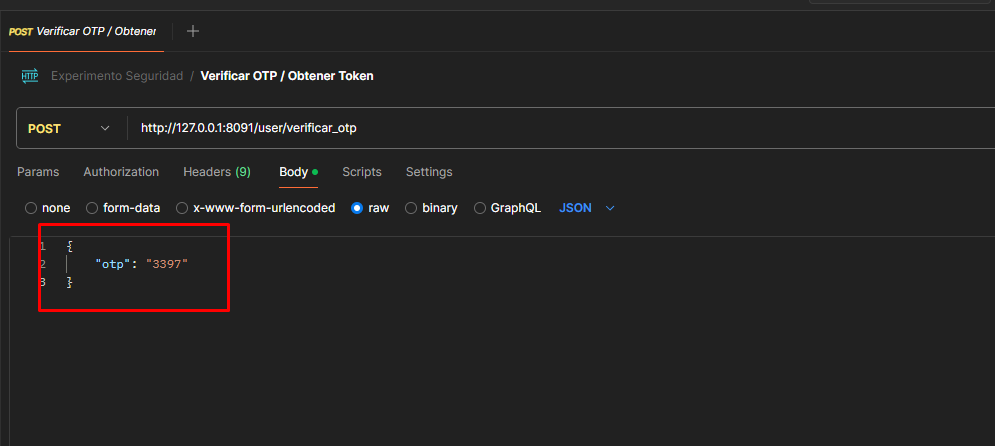 POST Verificar OTP / Obtener
HTTP Experimento Seguridad / Verificar OTP / Obtener Token
POST http://127.0.0.1:8091/user/verificar_otp
Params Authorization Headers (9) Body Scripts Settings
none form-data x-www-form-urlencoded raw binary GraphQL JSON
1 {
2 "otp": "3397"
3 }